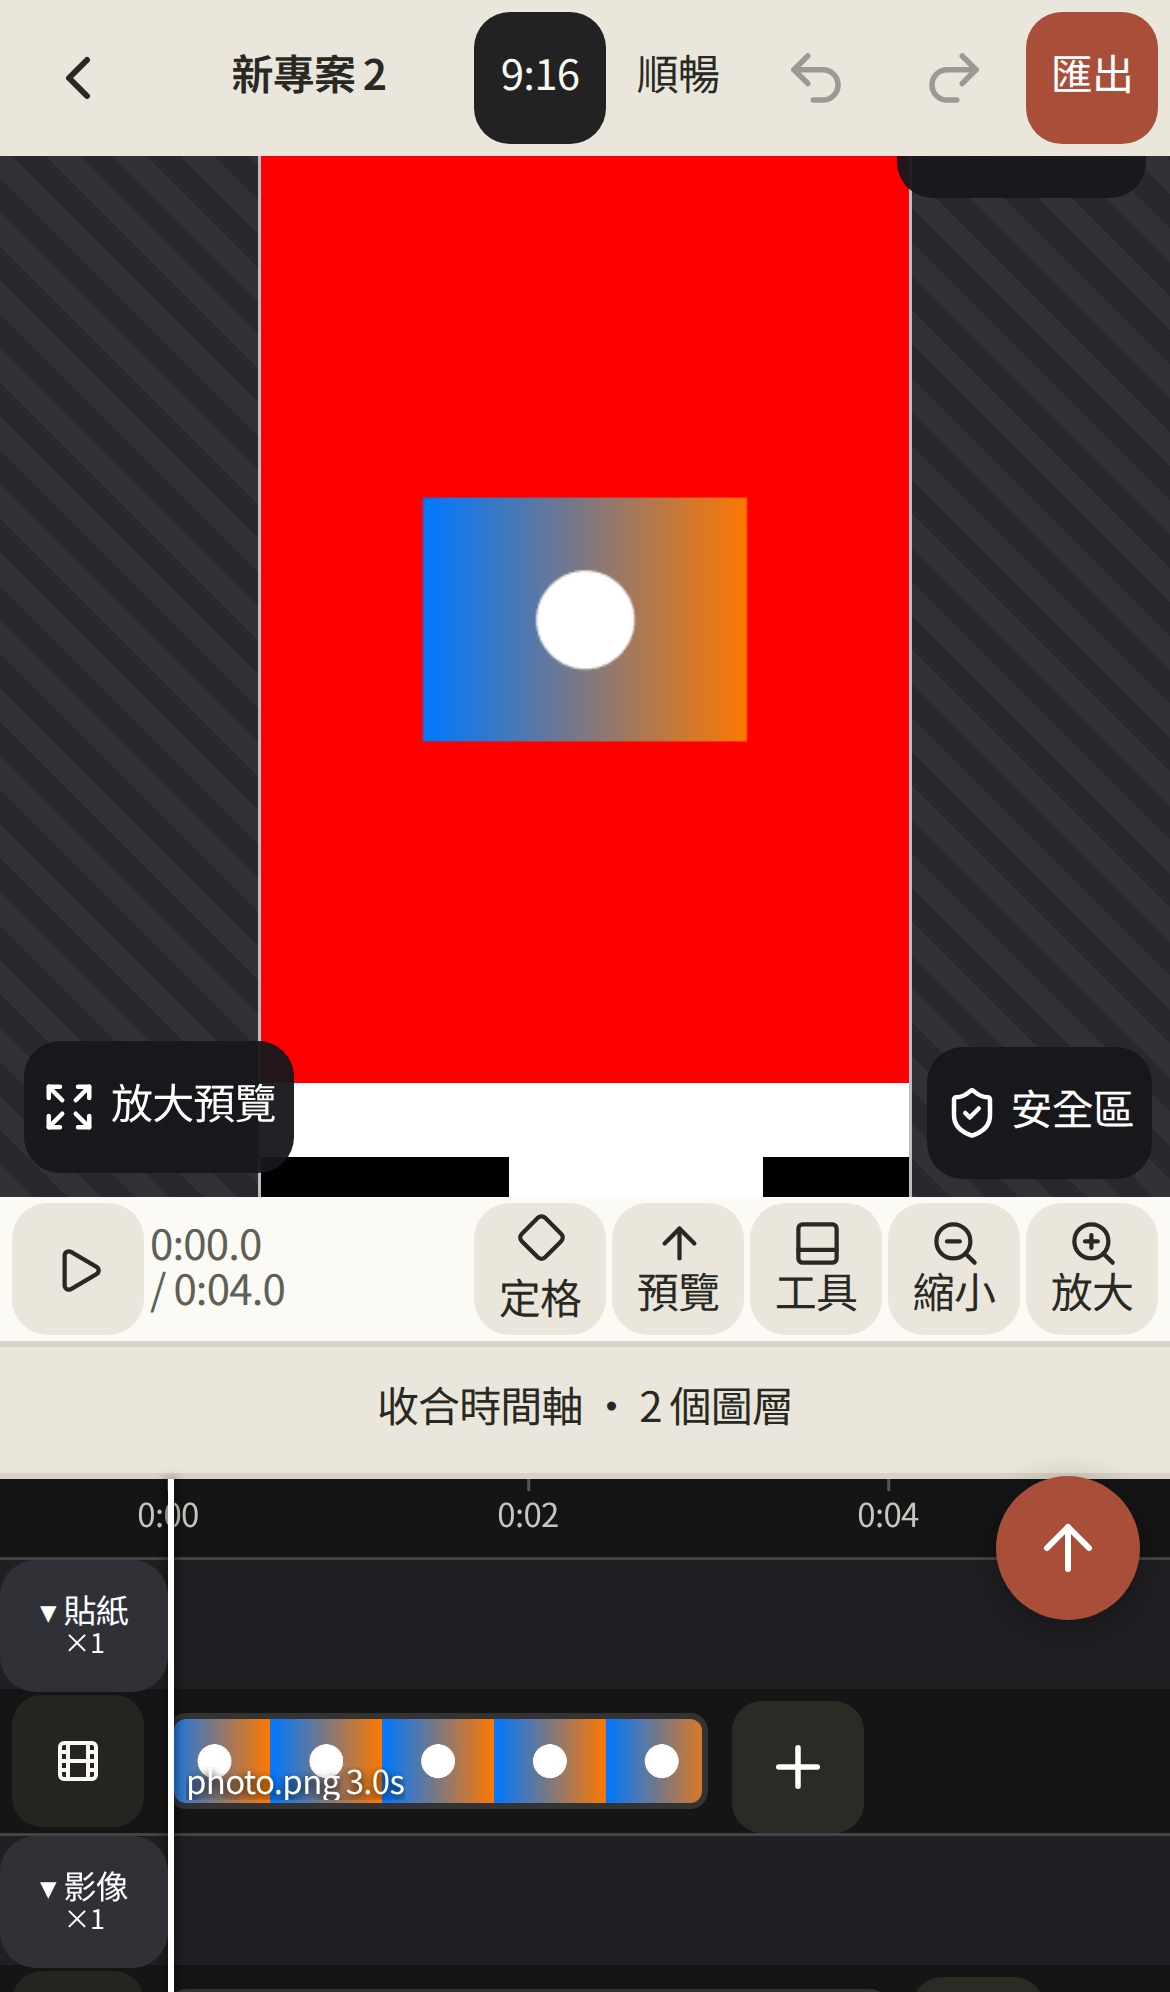 新專案 2
9:16
順暢
匯出
放大預覽
安全區
0:00.0
/ 0:04.0
定格
預覽
工具
縮小
放大
收合時間軸 · 2 個圖層
0:00
0:02
0:04
▾ 貼紙
×1
photo.png 3.0s
▾ 影像
×1